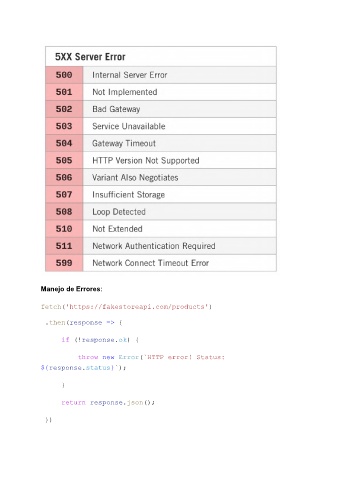 5XX Server Error
500 Internal Server Error
501 Not Implemented
502 Bad Gateway
503 Service Unavailable
504 Gateway Timeout
505 HTTP Version Not Supported
506 Variant Also Negotiates
507 Insufficient Storage
508 Loop Detected
510 Not Extended
511 Network Authentication Required
599 Network Connect Timeout Error
Manejo de Errores:
fetch('https://fakestoreapi.com/products')
.then(response => {
if (!response.ok) {
throw new Error(`HTTP error! Status:
${response.status}`);
}
return response.json();
})